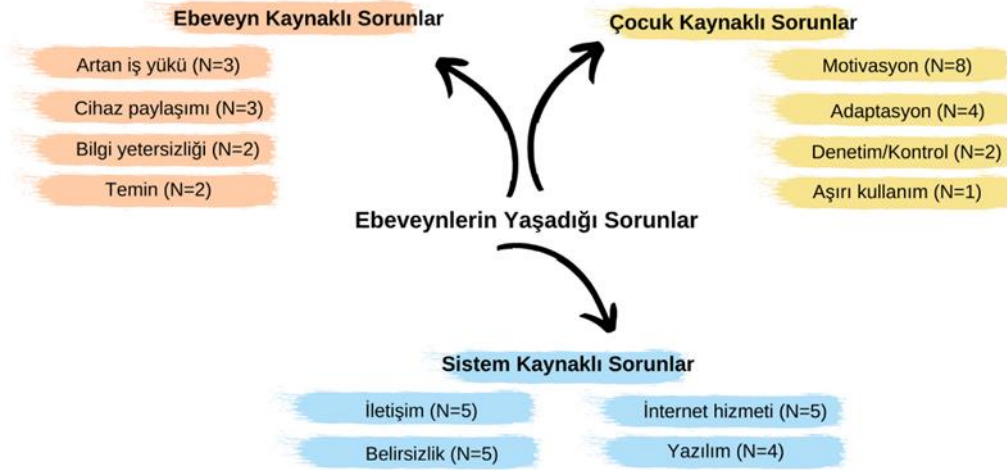 Ebeveyn Kaynaklı Sorunlar
Artan iş yükü (N=3)
Cihaz paylaşımı (N=3)
Bilgi yetersizliği (N=2)
Temin (N=2)
Çocuk Kaynaklı Sorunlar
Motivasyon (N=8)
Adaptasyon (N=4)
Denetim/Kontrol (N=2)
Aşırı kullanım (N=1)
Ebeveynlerin Yaşadığı Sorunlar
Sistem Kaynaklı Sorunlar
İletişim (N=5)
İnternet hizmeti (N=5)
Belirsizlik (N=5)
Yazılım (N=4)